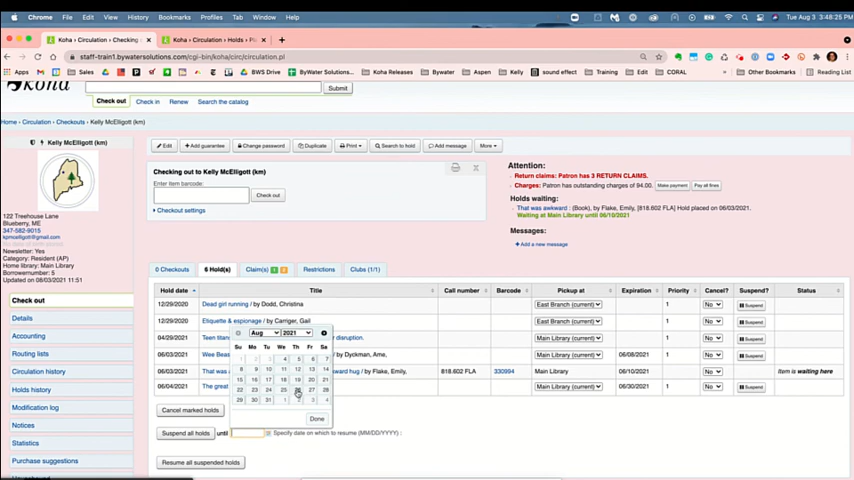 Chrome File Edit View History Bookmarks Profiles Tab Window Help Tue Aug 3 3:48:25 PM
Koha › Circulation › Checking × Koha › Circulation › Holds › × +
staff-train1.bywatersolutions.com/cgi-bin/koha/circ/circulation.pl
Apps Sales BWS Drive ByWater Solutions Koha Releases Bywater Aspen Kelly sound effect Training Edit CORAL Other Bookmarks Reading List
koha Submit
Check out Check in Renew Search the catalog
Home › Circulation › Checkouts › Kelly McElligott (km)
Kelly McElligott (km)
122 Treehouse Lane
Blueberry, ME
347-582-9015
kpmcelligott@gmail.com
No date of birth
Newsletter: Yes
Category: Resident (AP)
Home library: Main Library
Borrowernumber: 5
Updated on 06/03/2021 11:51
Edit + Add guarantee Change password Duplicate Print Search to hold Add message More
Checking out to Kelly McElligott (km)
Enter item barcode:
Check out
Checkout settings
Attention:
Return claims: Patron has 3 RETURN CLAIMS.
Charges: Patron has outstanding charges of 94.00. Make payment Pay all fines
Holds waiting:
That was awkward : (Book), by Flake, Emily, [818.602 FLA] Hold placed on 06/03/2021.
Waiting at Main Library until 06/10/2021
Messages:
+ Add a new message
Check out
Details
Accounting
Routing lists
Circulation history
Holds history
Modification log
Notices
Statistics
Purchase suggestions
0 Checkouts 6 Hold(s) Claim(s) 1 2 Restrictions Clubs (1/1)
Hold date Title Call number Barcode Pickup at Expiration Priority Cancel? Suspend? Status
12/29/2020 Dead girl running / by Dodd, Christina East Branch (current) 1 No Suspend
12/29/2020 Etiquette & espionage / by Carriger, Gail East Branch (current) 1 No Suspend
04/29/2021 Teen titans disruption. Main Library (current) 1 No Suspend
06/03/2021 Wee Beas Dyckman, Ame, Main Library (current) 06/08/2021 1 No Suspend
06/03/2021 That was a ward hug / by Flake, Emily, 818.602 FLA 330994 Main Library 06/10/2021 No Item is waiting here
06/04/2021 The great Main Library (current) 06/30/2021 1 No Suspend
Aug 2021
Su Mo Tu We Th Fr Sa
1 2 3 4 5 6 7
8 9 10 11 12 13 14
15 16 17 18 19 20 21
22 23 24 25 26 27 28
29 30 31 1 2 3 4
Done
Cancel marked holds
Suspend all holds until Specify date on which to resume (MM/DD/YYYY) :
Resume all suspended holds